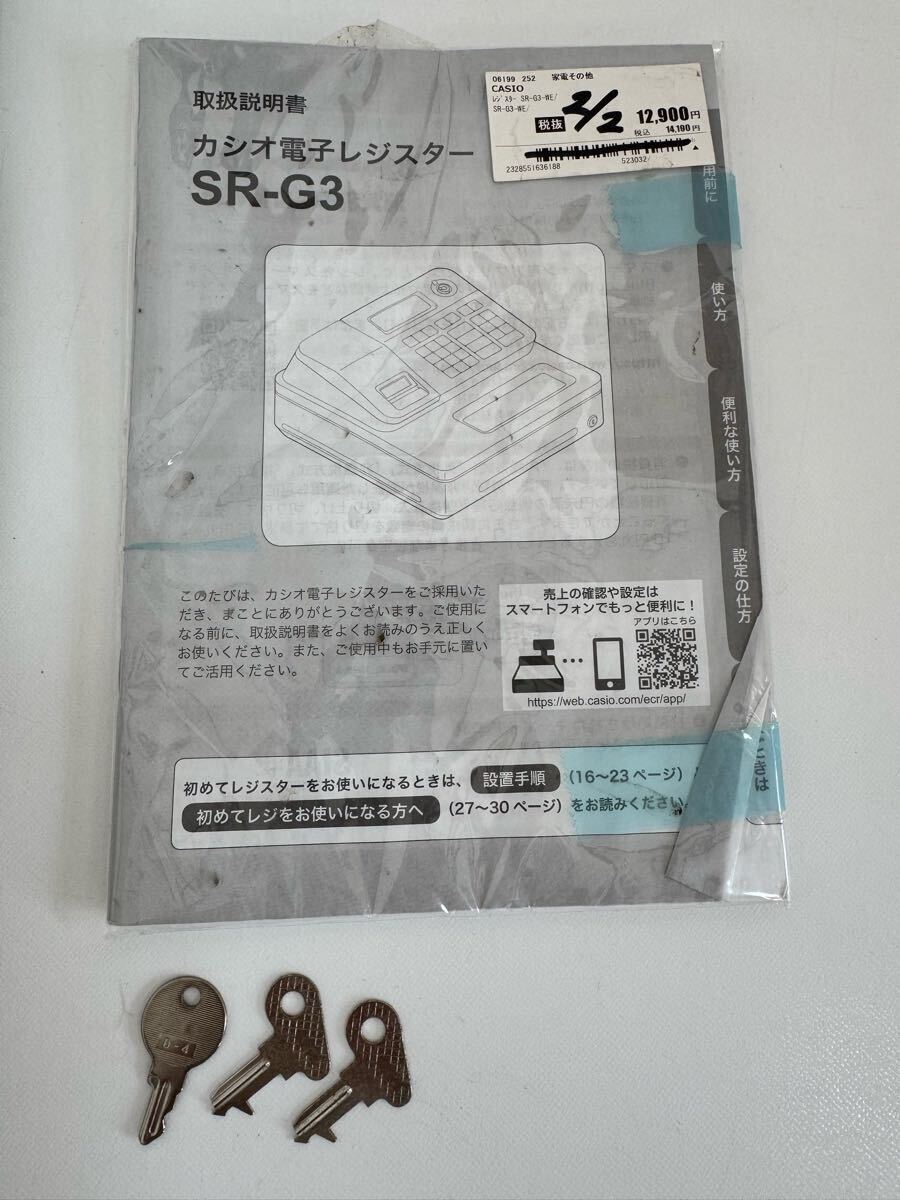 06199 252 家電その他
CASIO
ﾚｼﾞｽﾀｰ SR-G3-WE/
SR-G3-WE/
2/2
税抜 12,900円
税込 14,190円
2328551636188 523032/
取扱説明書
カシオ電子レジスター
SR-G3
用前に
使い方
便利な使い方
設定の仕方
ときは
このたびは、カシオ電子レジスターをご採用いた
だき、まことにありがとうございます。ご使用に
なる前に、取扱説明書をよくお読みのうえ正しく
お使いください。また、ご使用中もお手元に置い
てご活用ください。
売上の確認や設定は
スマートフォンでもっと便利に！
アプリはこちら
https://web.casio.com/ecr/app/
初めてレジスターをお使いになるときは、 設置手順 （16～23 ページ）
初めてレジをお使いになる方へ （27～30 ページ）をお読みください。
D-4